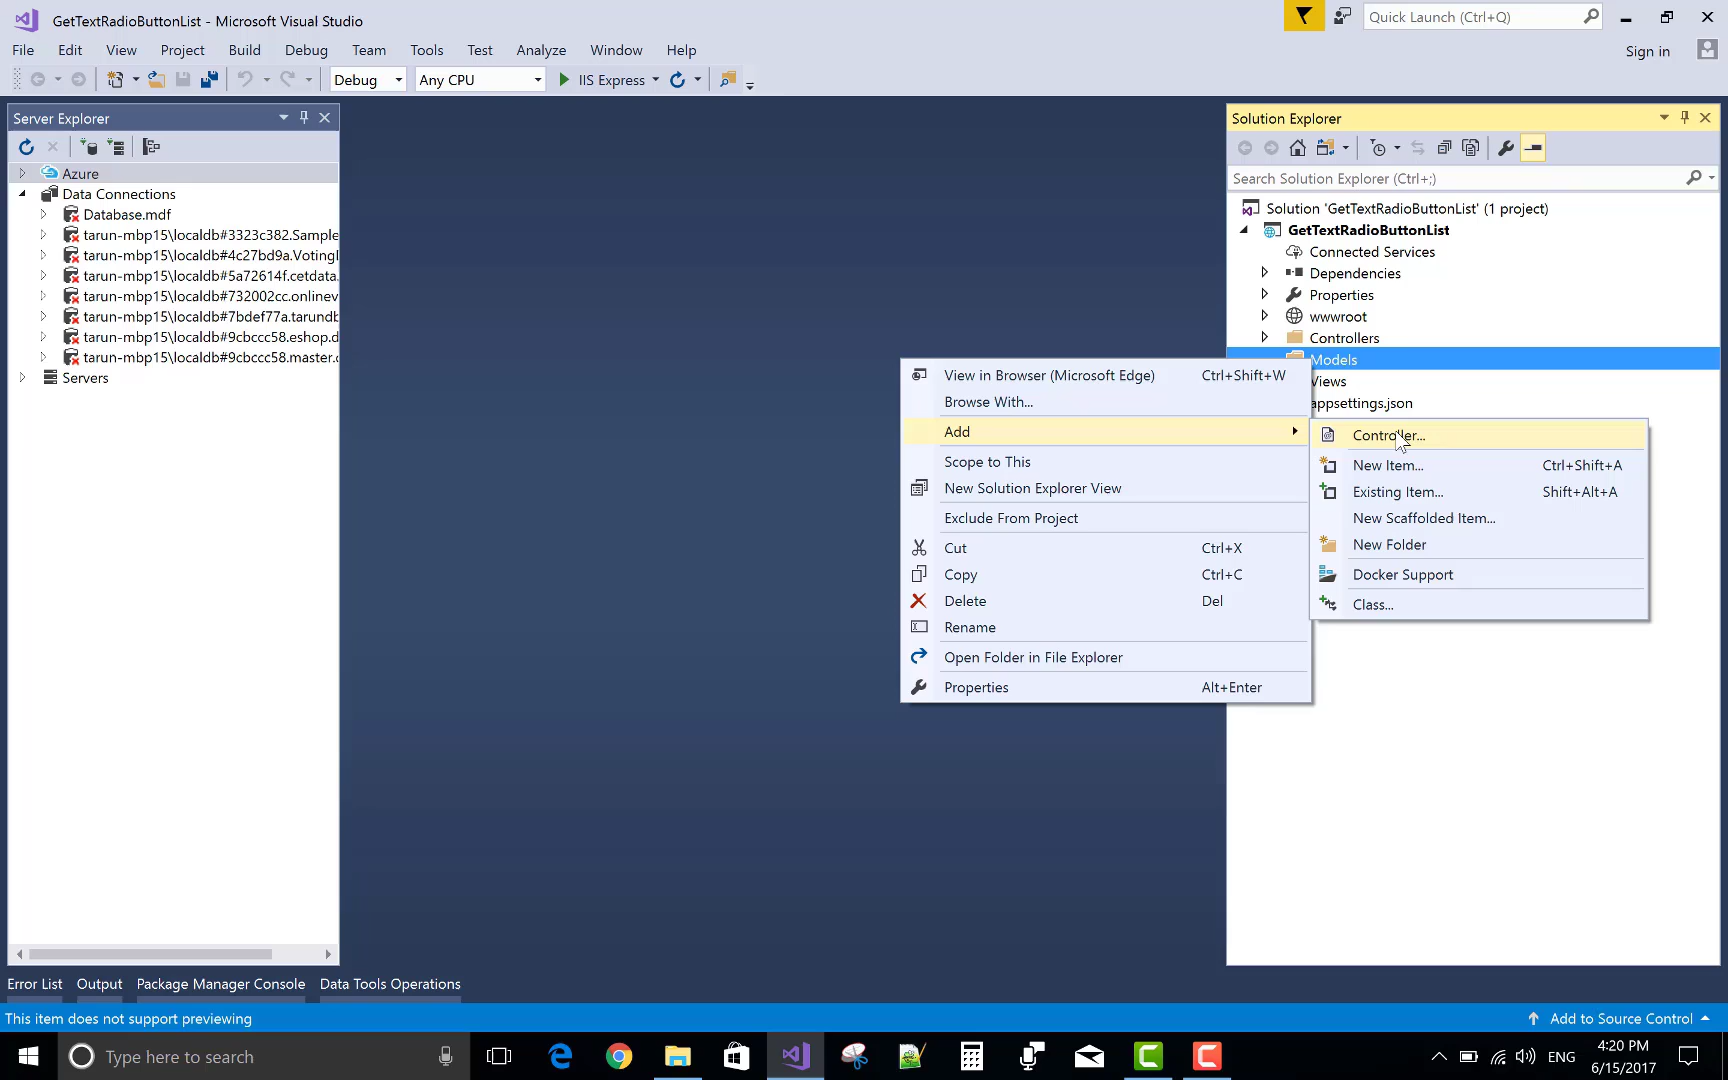 GetTextRadioButtonList - Microsoft Visual Studio
Quick Launch (Ctrl+Q)
File Edit View Project Build Debug Team Tools Test Analyze Window Help
Sign in
Debug Any CPU IIS Express
Server Explorer
Azure
Data Connections
Database.mdf
tarun-mbp15\localdb#3323c382.Sample
tarun-mbp15\localdb#4c27bd9a.Voting
tarun-mbp15\localdb#5a72614f.cetdata.
tarun-mbp15\localdb#732002cc.onlinev
tarun-mbp15\localdb#7bdef77a.tarundb
tarun-mbp15\localdb#9cbccc58.eshop.d
tarun-mbp15\localdb#9cbccc58.master.
Servers
Solution Explorer
Search Solution Explorer (Ctrl+;)
Solution 'GetTextRadioButtonList' (1 project)
GetTextRadioButtonList
Connected Services
Dependencies
Properties
wwwroot
Controllers
Models
Views
appsettings.json
View in Browser (Microsoft Edge) Ctrl+Shift+W
Browse With...
Add
Scope to This
New Solution Explorer View
Exclude From Project
Cut Ctrl+X
Copy Ctrl+C
Delete Del
Rename
Open Folder in File Explorer
Properties Alt+Enter
Controller...
New Item... Ctrl+Shift+A
Existing Item... Shift+Alt+A
New Scaffolded Item...
New Folder
Docker Support
Class...
Error List Output Package Manager Console Data Tools Operations
This item does not support previewing
Add to Source Control
Type here to search
ENG
4:20 PM
6/15/2017